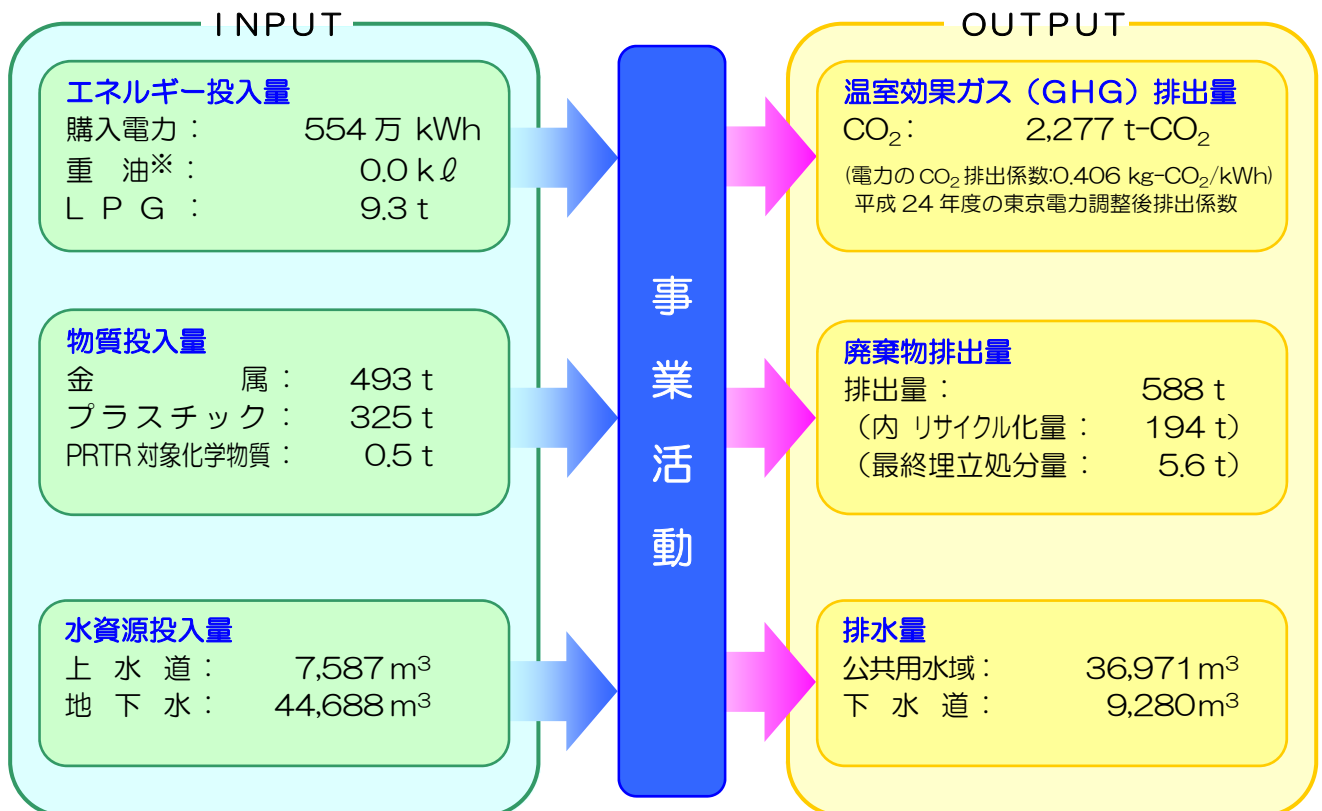 INPUT
エネルギー投入量
購入電力： 554万 kWh
重　油※： 0.0 kℓ
ＬＰＧ： 9.3 t
物質投入量
金　　属： 493 t
プラスチック： 325 t
PRTR対象化学物質： 0.5 t
水資源投入量
上 水 道： 7,587 m³
地 下 水： 44,688 m³
事業活動
OUTPUT
温室効果ガス（ＧＨＧ）排出量
CO₂： 2,277 t-CO₂
(電力のCO₂排出係数:0.406 kg-CO₂/kWh)
平成24年度の東京電力調整後排出係数
廃棄物排出量
排出量： 588 t
（内 リサイクル化量： 194 t）
（最終埋立処分量： 5.6 t）
排水量
公共用水域： 36,971 m³
下 水 道： 9,280m³